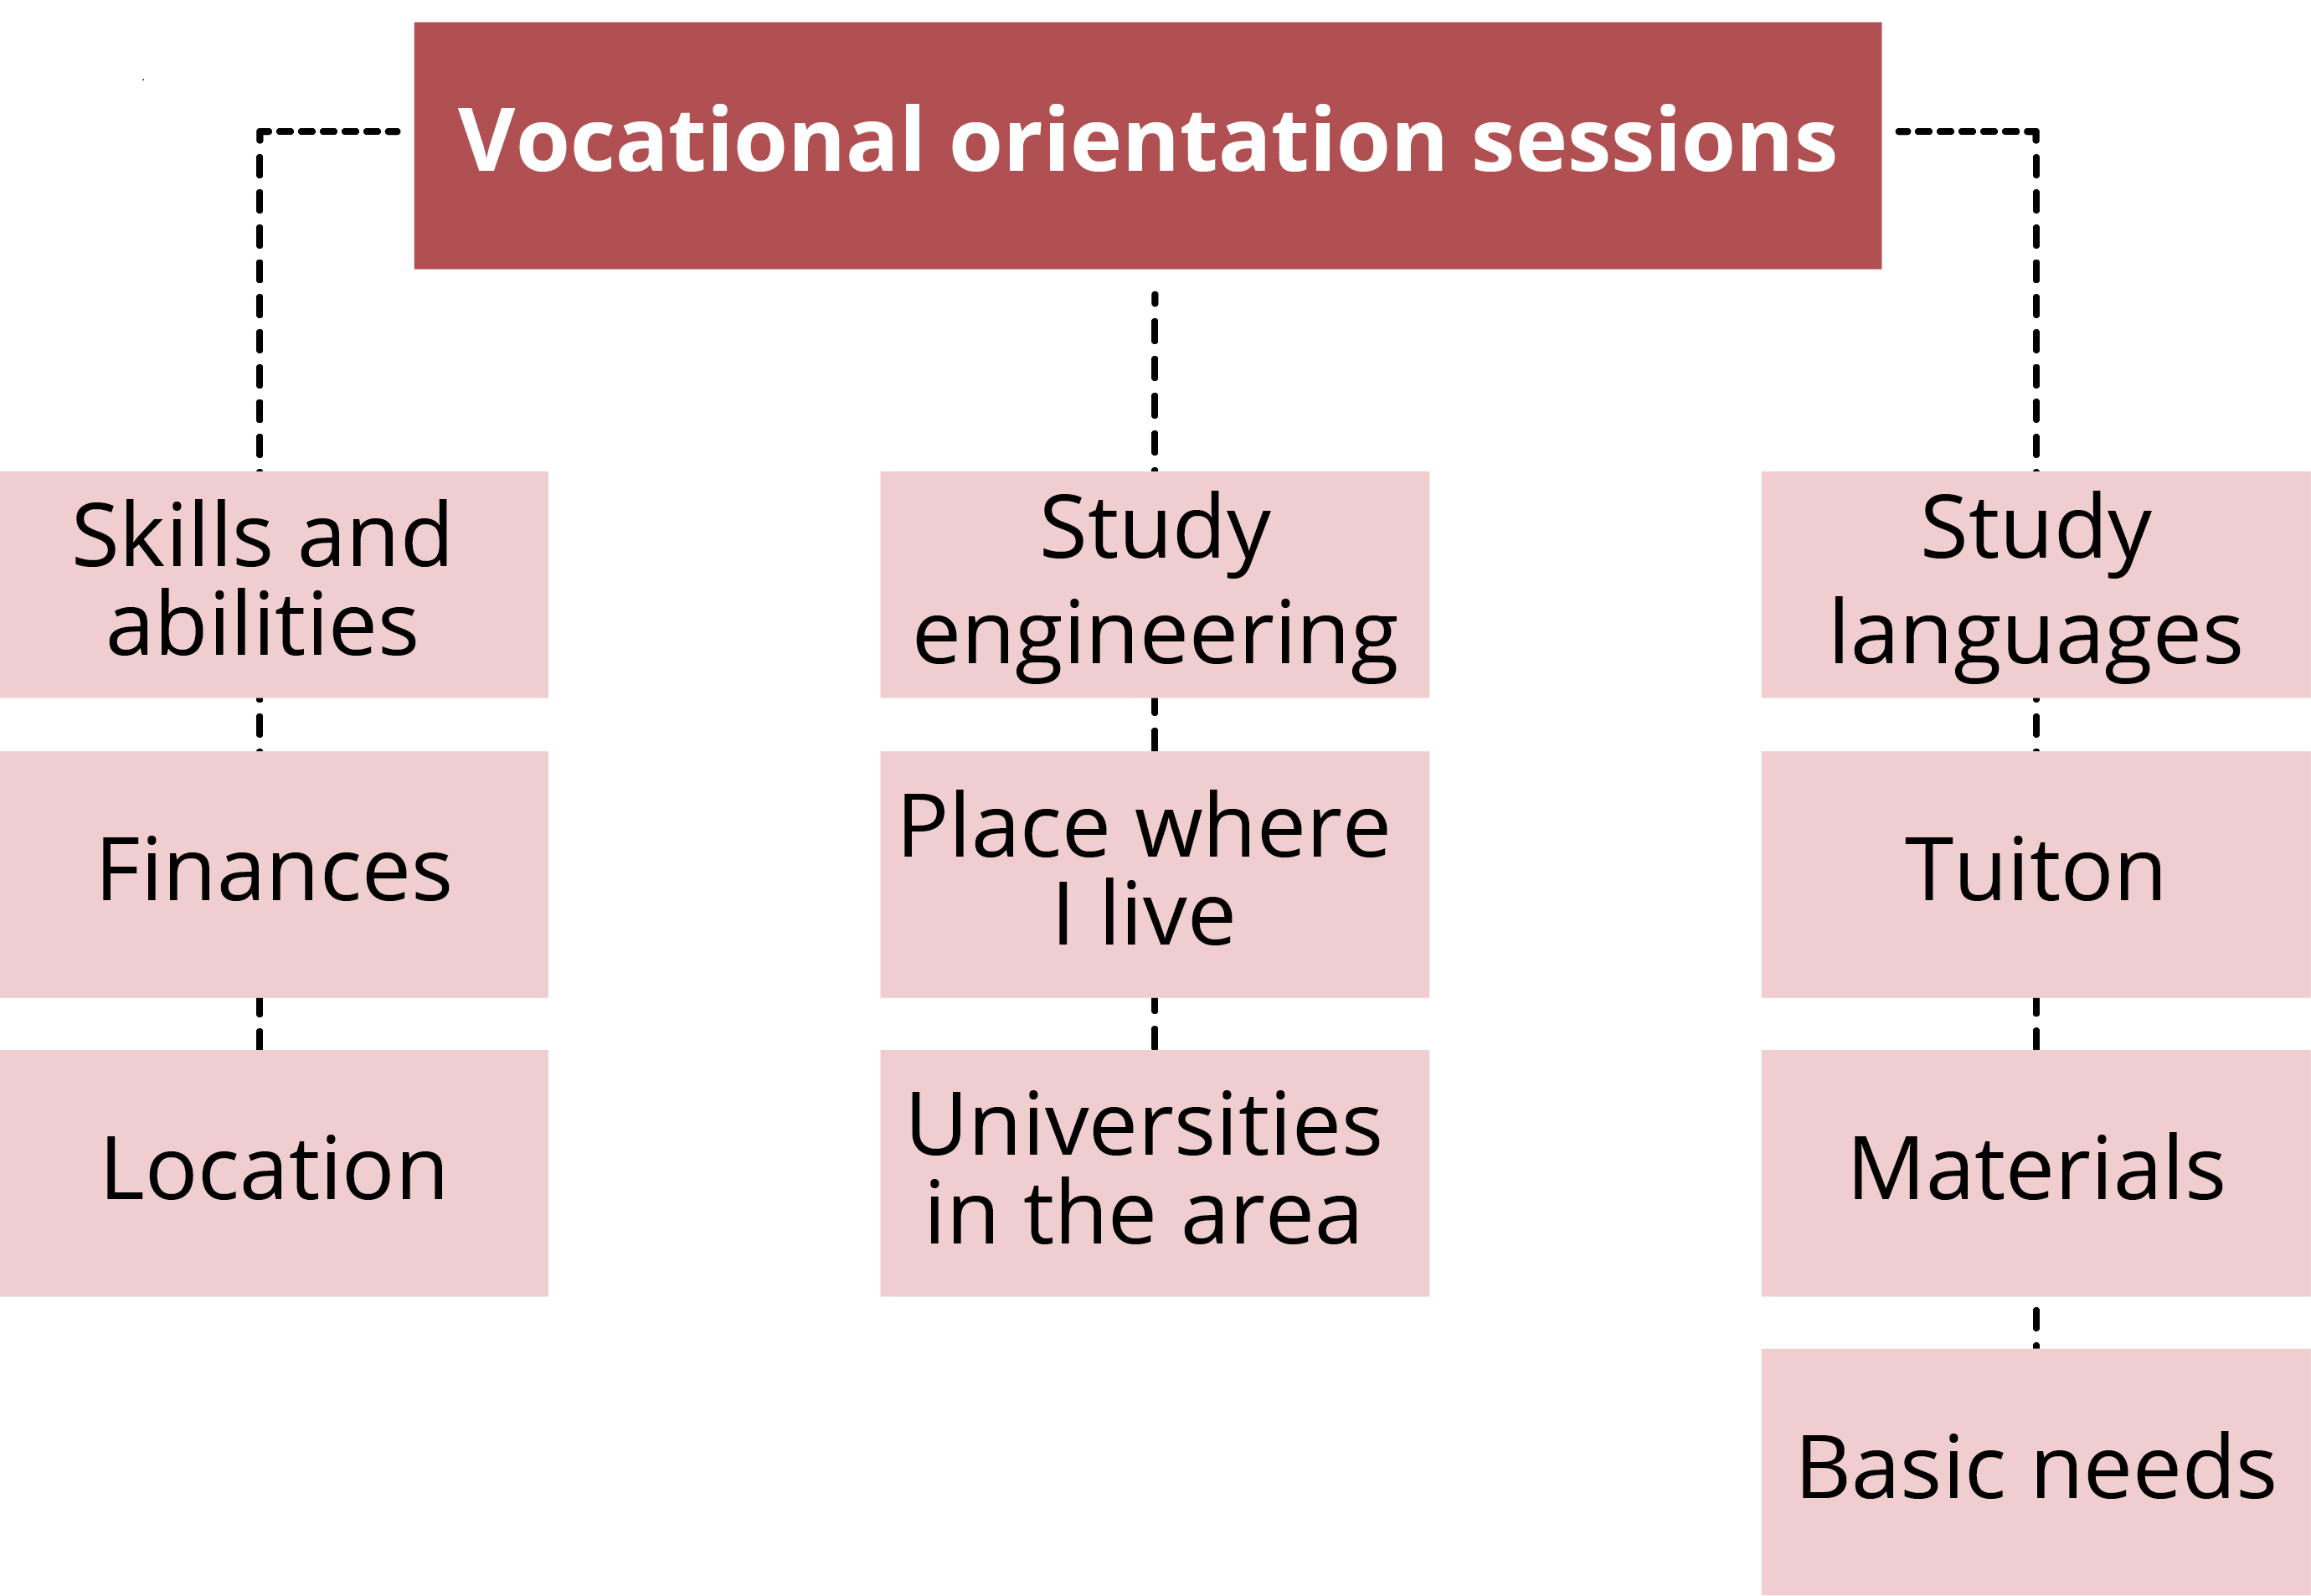 Vocational orientation sessions
Skills and
abilities
Finances
Location
Study
engineering
Place where
I live
Universities
in the area
Study
languages
Tuiton
Materials
Basic needs